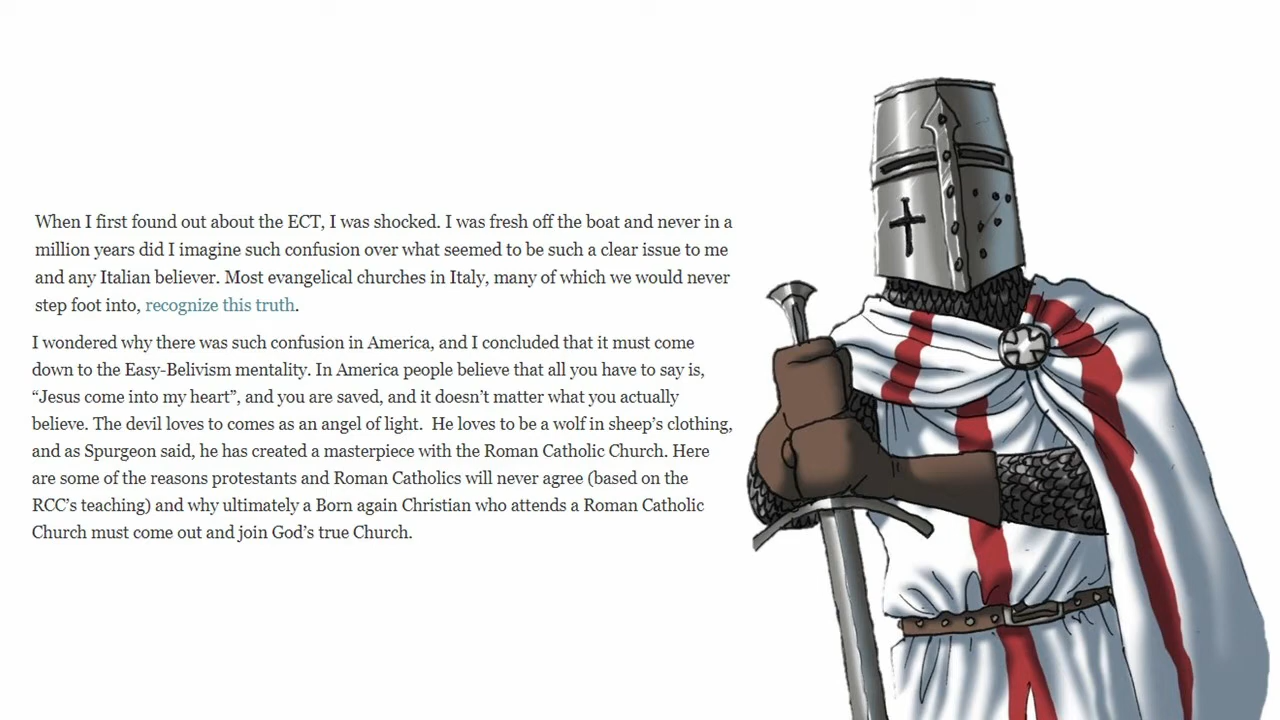 When I first found out about the ECT, I was shocked. I was fresh off the boat and never in a
million years did I imagine such confusion over what seemed to be such a clear issue to me
and any Italian believer. Most evangelical churches in Italy, many of which we would never
step foot into, recognize this truth.
I wondered why there was such confusion in America, and I concluded that it must come
down to the Easy-Belivism mentality. In America people believe that all you have to say is,
“Jesus come into my heart”, and you are saved, and it doesn’t matter what you actually
believe. The devil loves to comes as an angel of light.  He loves to be a wolf in sheep’s clothing,
and as Spurgeon said, he has created a masterpiece with the Roman Catholic Church. Here
are some of the reasons protestants and Roman Catholics will never agree (based on the
RCC’s teaching) and why ultimately a Born again Christian who attends a Roman Catholic
Church must come out and join God’s true Church.